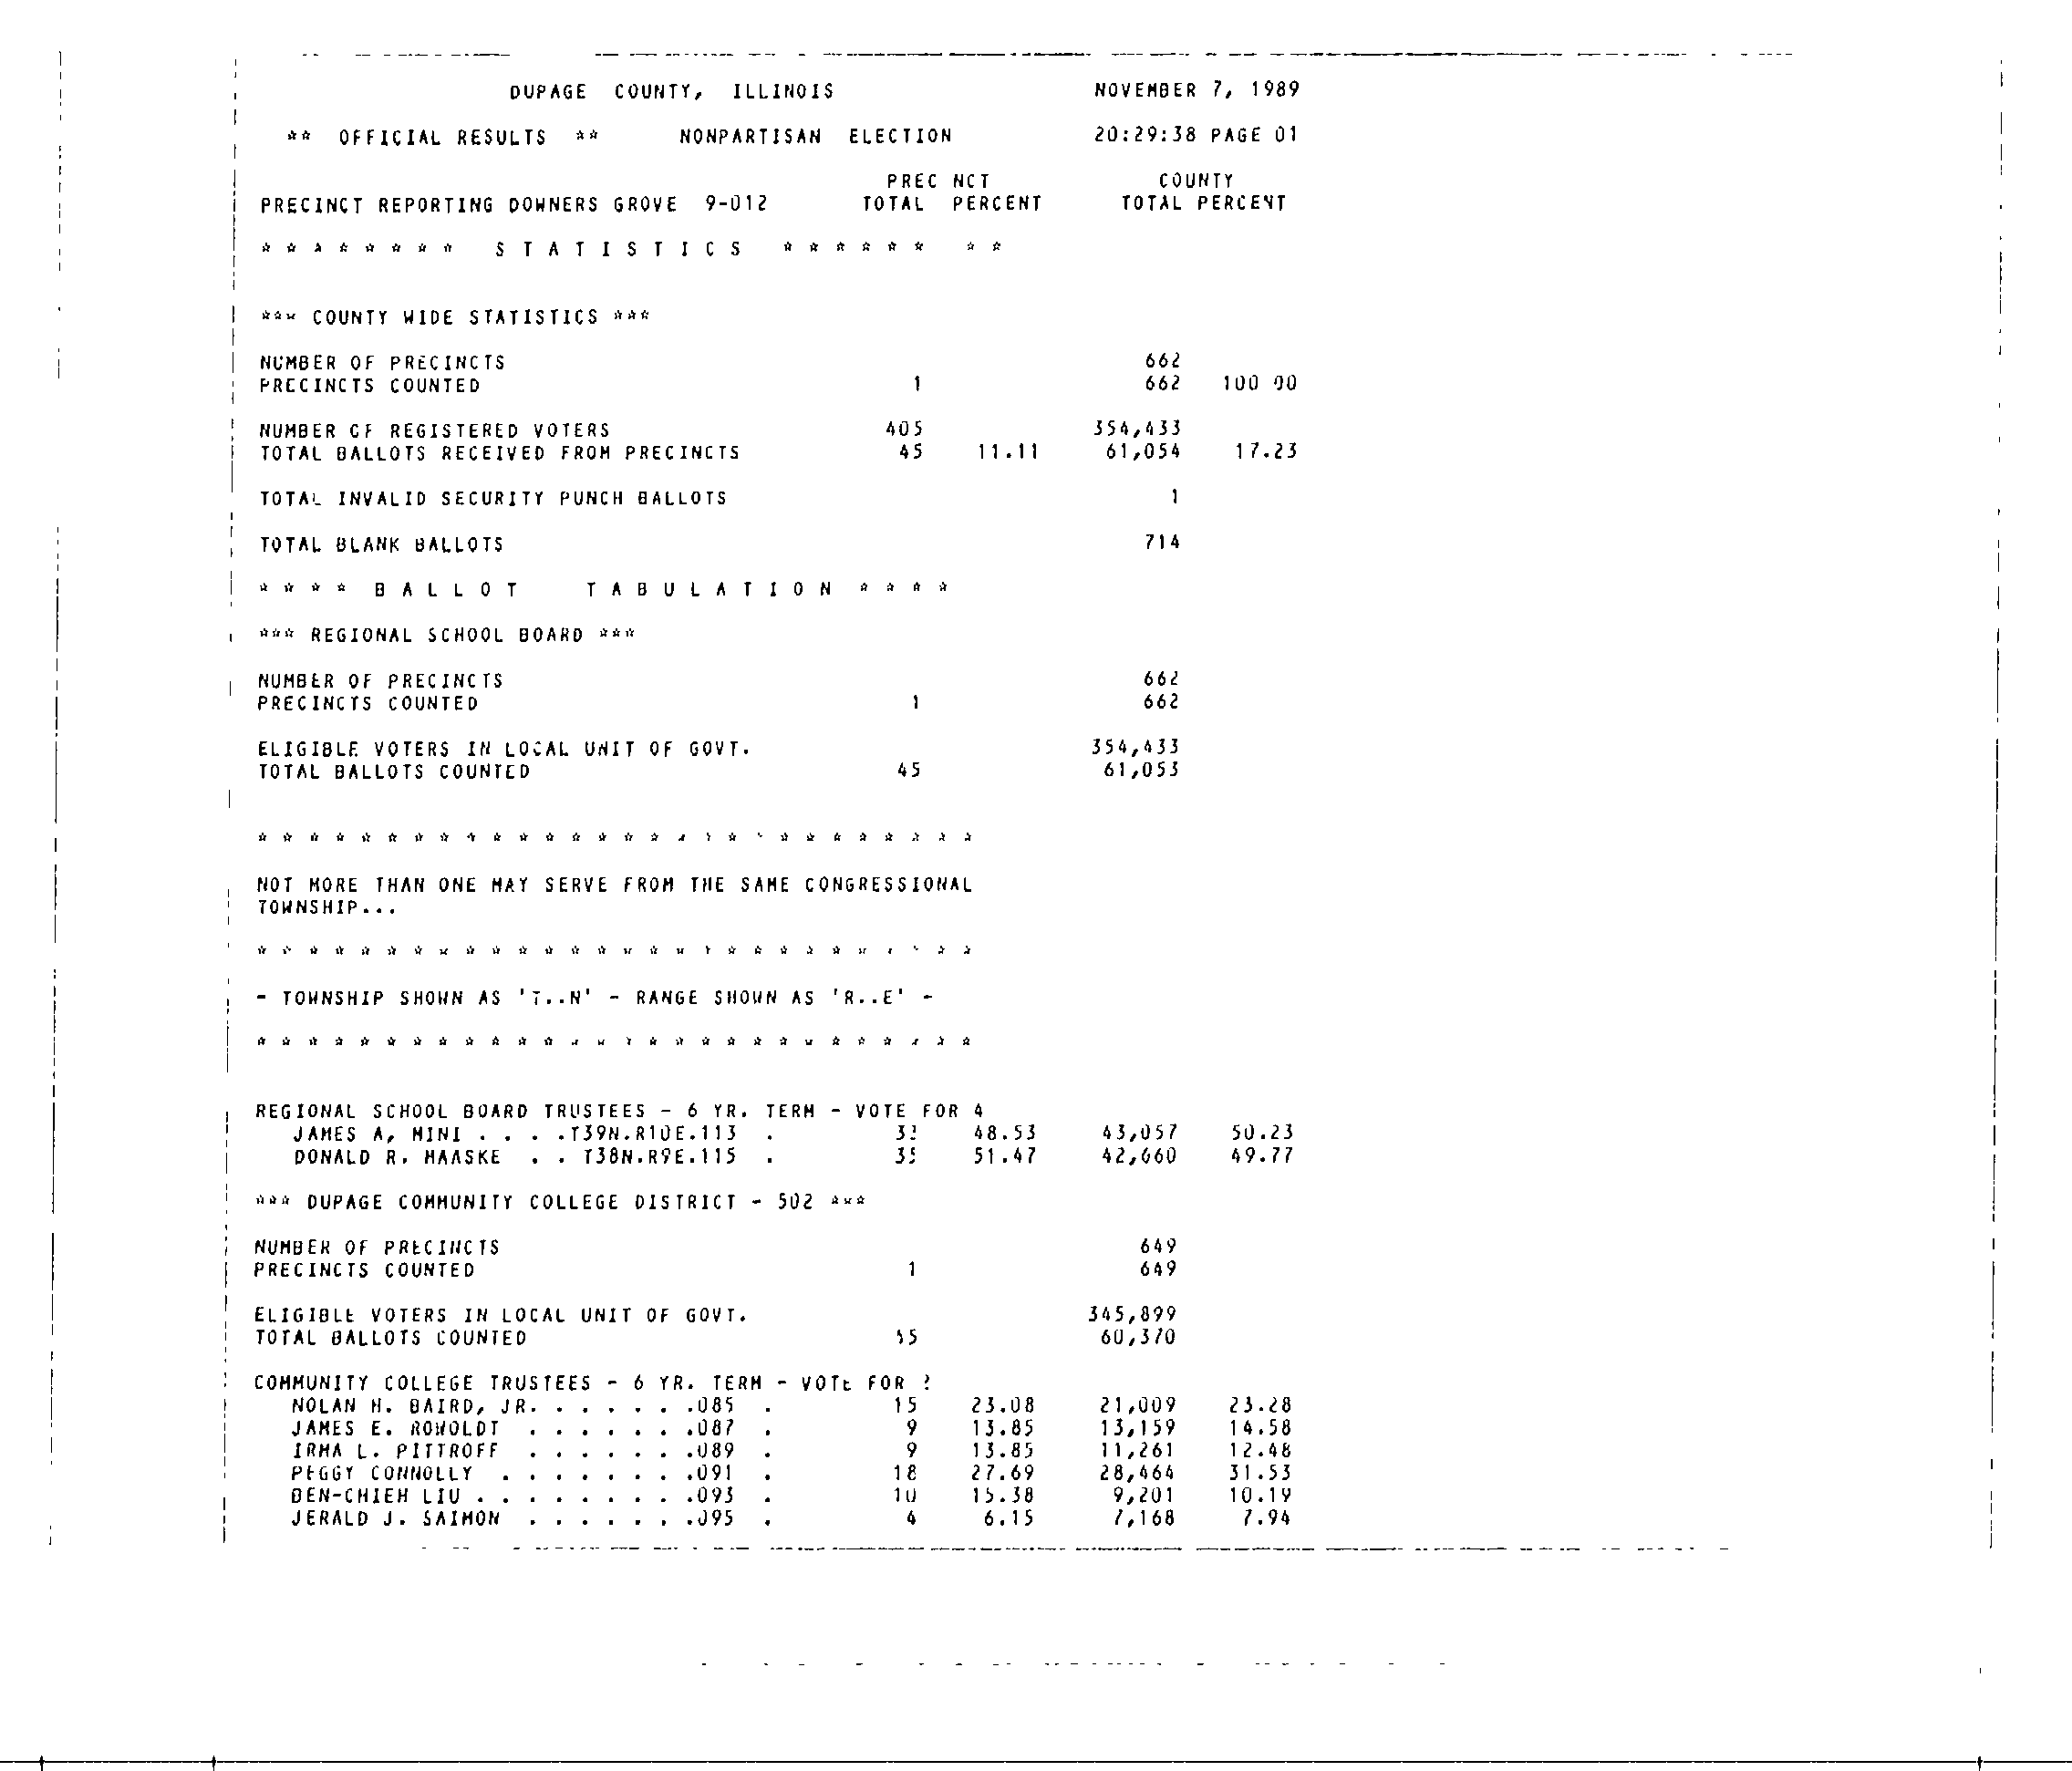 DUPAGE COUNTY, ILLINOIS NOVEMBER 7, 1989
** OFFICIAL RESULTS ** NONPARTISAN ELECTION 20:29:38 PAGE 01
PREC NCT COUNTY
PRECINCT REPORTING DOWNERS GROVE 9-012 TOTAL PERCENT TOTAL PERCENT
* * * * * * * * S T A T I S T I C S * * * * * * * *
*** COUNTY WIDE STATISTICS ***
NUMBER OF PRECINCTS 662
PRECINCTS COUNTED 1 662 100 00
NUMBER OF REGISTERED VOTERS 405 354,433
TOTAL BALLOTS RECEIVED FROM PRECINCTS 45 11.11 61,054 17.23
TOTAL INVALID SECURITY PUNCH BALLOTS 1
TOTAL BLANK BALLOTS 714
* * * * B A L L O T T A B U L A T I O N * * * *
*** REGIONAL SCHOOL BOARD ***
NUMBER OF PRECINCTS 662
PRECINCTS COUNTED 1 662
ELIGIBLE VOTERS IN LOCAL UNIT OF GOVT. 354,433
TOTAL BALLOTS COUNTED 45 61,053
* * * * * * * * * * * * * * * * * * * * * * * * * * * *
NOT MORE THAN ONE MAY SERVE FROM THE SAME CONGRESSIONAL
TOWNSHIP...
* * * * * * * * * * * * * * * * * * * * * * * * * * * *
- TOWNSHIP SHOWN AS 'T..N' - RANGE SHOWN AS 'R..E' -
* * * * * * * * * * * * * * * * * * * * * * * * * * * *
REGIONAL SCHOOL BOARD TRUSTEES - 6 YR. TERM - VOTE FOR 4
JAMES A, MINI . . . .T39N.R10E.113 . 48.53 43,057 50.23
DONALD R. HAASKE . . T38N.R9E.115 . 35 51.47 42,660 49.77
*** DUPAGE COMMUNITY COLLEGE DISTRICT - 502 ***
NUMBER OF PRECINCTS 649
PRECINCTS COUNTED 1 649
ELIGIBLE VOTERS IN LOCAL UNIT OF GOVT. 345,899
TOTAL BALLOTS COUNTED 60,370
COMMUNITY COLLEGE TRUSTEES - 6 YR. TERM - VOTE FOR
NOLAN H. BAIRD, JR. . . . . . .085 . 15 23.08 21,009 23.28
JAMES E. ROWOLDT . . . . . . .087 . 9 13.85 13,159 14.58
IRMA L. PITTROFF . . . . . . .089 . 9 13.85 11,261 12.48
PEGGY CONNOLLY . . . . . . . .091 . 18 27.69 28,464 31.53
BEN-CHIEH LIU . . . . . . . . .093 . 10 15.38 9,201 10.19
JERALD J. SAIMON . . . . . . .095 . 4 6.15 7,168 7.94